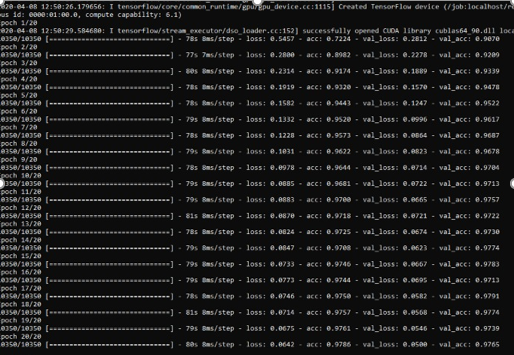 020-04-08 12:50:26.179656: I tensorflow/core/common_runtime/gpu/gpu_device.cc:1115] Created TensorFlow device (/job:localhost/r
us id: 0000:01:00.0, compute capability: 6.1)
poch 1/20
020-04-08 12:50:29.584680: I tensorflow/stream_executor/dso_loader.cc:152] successfully opened CUDA library cublas64_90.dll loca
0350/10350 [==============================] - 78s 8ms/step - loss: 0.5457 - acc: 0.8124 - val_loss: 0.2812 - val_acc: 0.7224
poch 2/20
0350/10350 [==============================] - 77s 7ms/step - loss: 0.2800 - acc: 0.8982 - val_loss: 0.2278 - val_acc: 0.9209
poch 3/20
0350/10350 [==============================] - 80s 8ms/step - loss: 0.2314 - acc: 0.9174 - val_loss: 0.1889 - val_acc: 0.9339
poch 4/20
0350/10350 [==============================] - 78s 8ms/step - loss: 0.1919 - acc: 0.9320 - val_loss: 0.1570 - val_acc: 0.9478
poch 5/20
0350/10350 [==============================] - 78s 8ms/step - loss: 0.1582 - acc: 0.9443 - val_loss: 0.1247 - val_acc: 0.9522
poch 6/20
0350/10350 [==============================] - 79s 8ms/step - loss: 0.1332 - acc: 0.9520 - val_loss: 0.0996 - val_acc: 0.9617
poch 7/20
0350/10350 [==============================] - 78s 8ms/step - loss: 0.1228 - acc: 0.9573 - val_loss: 0.0864 - val_acc: 0.9687
poch 8/20
0350/10350 [==============================] - 79s 8ms/step - loss: 0.1031 - acc: 0.9622 - val_loss: 0.0823 - val_acc: 0.9678
poch 9/20
0350/10350 [==============================] - 78s 8ms/step - loss: 0.0978 - acc: 0.9644 - val_loss: 0.0714 - val_acc: 0.9704
poch 10/20
0350/10350 [==============================] - 79s 8ms/step - loss: 0.0885 - acc: 0.9681 - val_loss: 0.0722 - val_acc: 0.9713
poch 11/20
0350/10350 [==============================] - 79s 8ms/step - loss: 0.0883 - acc: 0.9700 - val_loss: 0.0665 - val_acc: 0.9757
poch 12/20
0350/10350 [==============================] - 81s 8ms/step - loss: 0.0870 - acc: 0.9718 - val_loss: 0.0721 - val_acc: 0.9722
poch 13/20
0350/10350 [==============================] - 78s 8ms/step - loss: 0.0824 - acc: 0.9725 - val_loss: 0.0674 - val_acc: 0.9730
poch 14/20
0350/10350 [==============================] - 79s 8ms/step - loss: 0.0847 - acc: 0.9708 - val_loss: 0.0623 - val_acc: 0.9774
poch 15/20
0350/10350 [==============================] - 79s 8ms/step - loss: 0.0733 - acc: 0.9746 - val_loss: 0.0667 - val_acc: 0.9783
poch 16/20
0350/10350 [==============================] - 79s 8ms/step - loss: 0.0773 - acc: 0.9744 - val_loss: 0.0695 - val_acc: 0.9713
poch 17/20
0350/10350 [==============================] - 78s 8ms/step - loss: 0.0746 - acc: 0.9750 - val_loss: 0.0582 - val_acc: 0.9791
poch 18/20
0350/10350 [==============================] - 81s 8ms/step - loss: 0.0714 - acc: 0.9757 - val_loss: 0.0568 - val_acc: 0.9774
poch 19/20
0350/10350 [==============================] - 79s 8ms/step - loss: 0.0675 - acc: 0.9761 - val_loss: 0.0546 - val_acc: 0.9739
poch 20/20
0350/10350 [==============================] - 80s 8ms/step - loss: 0.0642 - acc: 0.9786 - val_loss: 0.0500 - val_acc: 0.9765